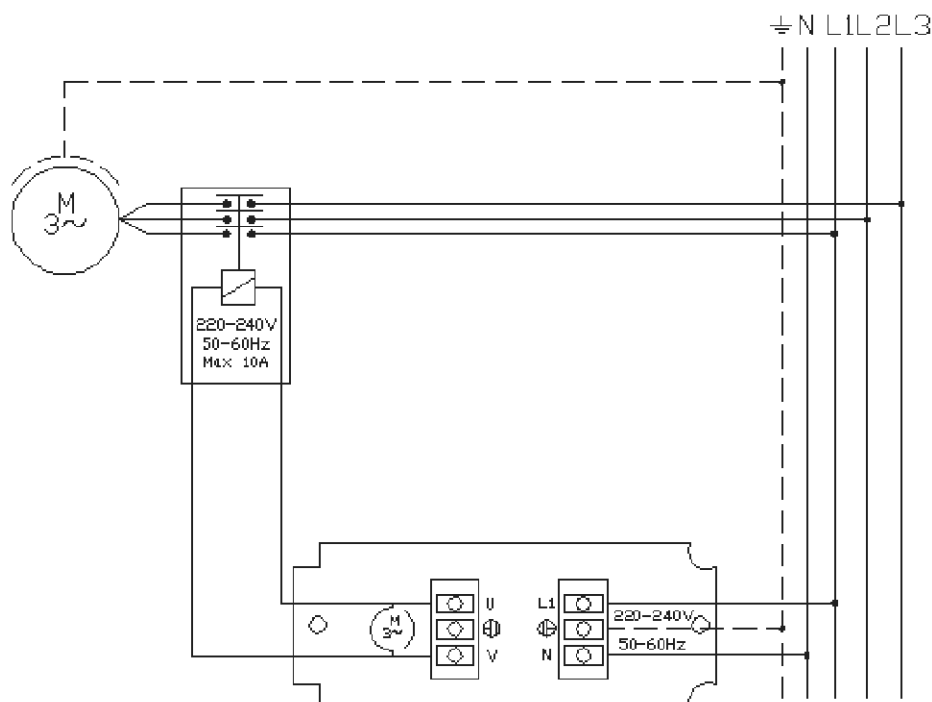 ⏚ N L1 L2 L3
M
3~
220-240V
50-60Hz
Max 10A
U
V
M
3~
L1
N
220-240V
50-60Hz